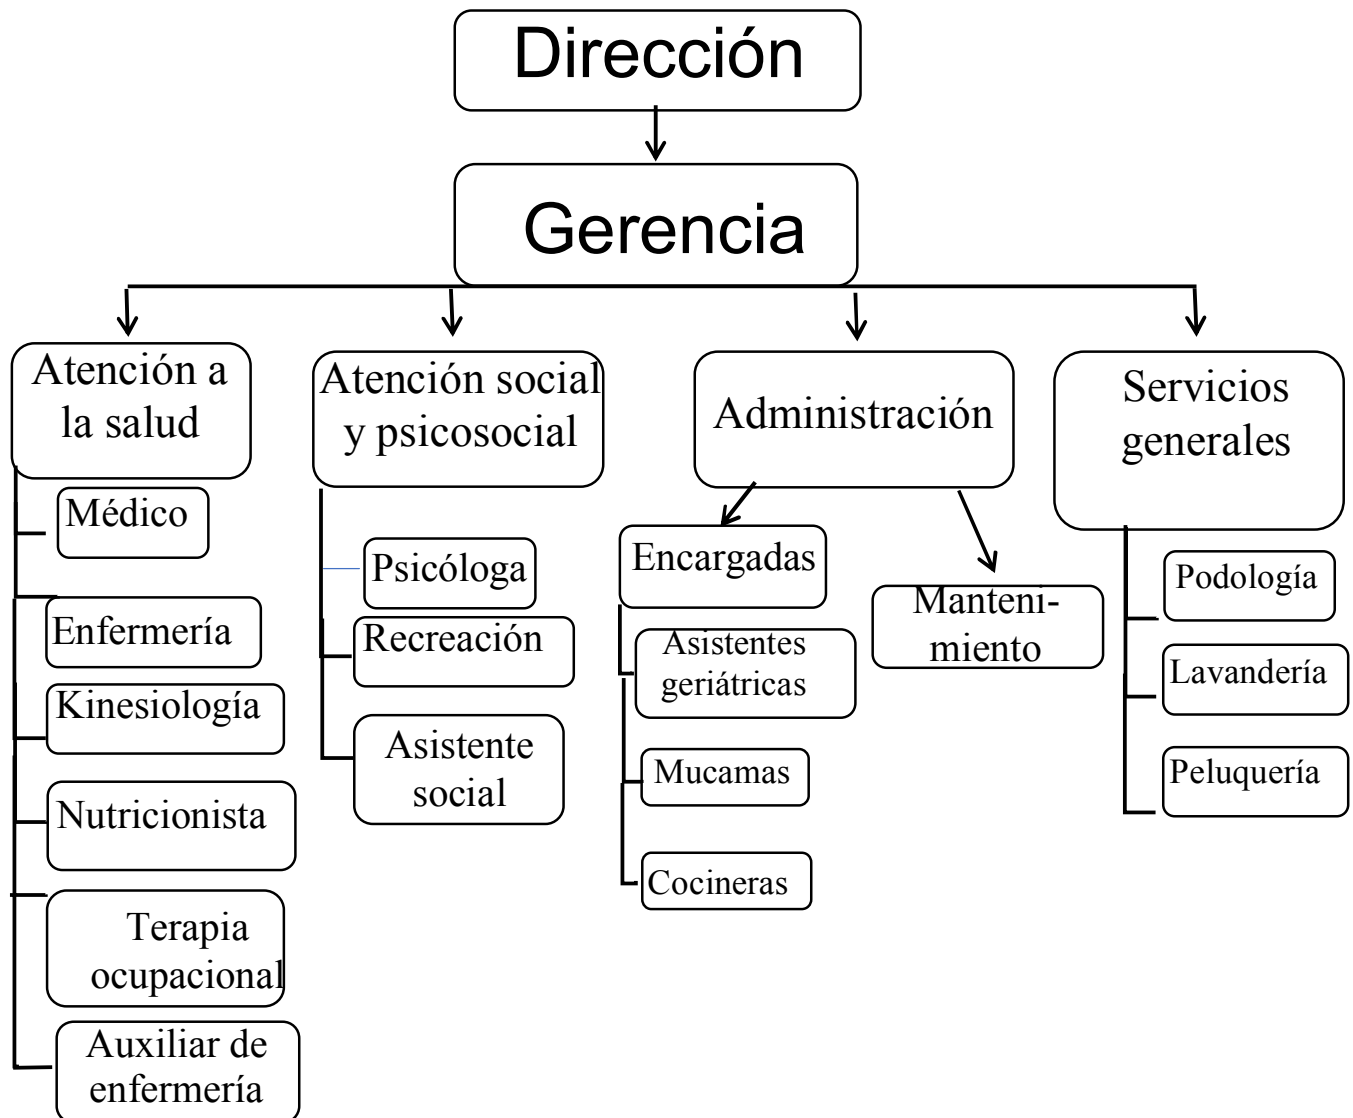 Dirección
Gerencia
Atención a
la salud
Médico
Enfermería
Kinesiología
Nutricionista
Terapia
ocupacional
Auxiliar de
enfermería
Atención social
y psicosocial
Psicóloga
Recreación
Asistente
social
Administración
Encargadas
Asistentes
geriátricas
Mucamas
Cocineras
Manteni-
miento
Servicios
generales
Podología
Lavandería
Peluquería